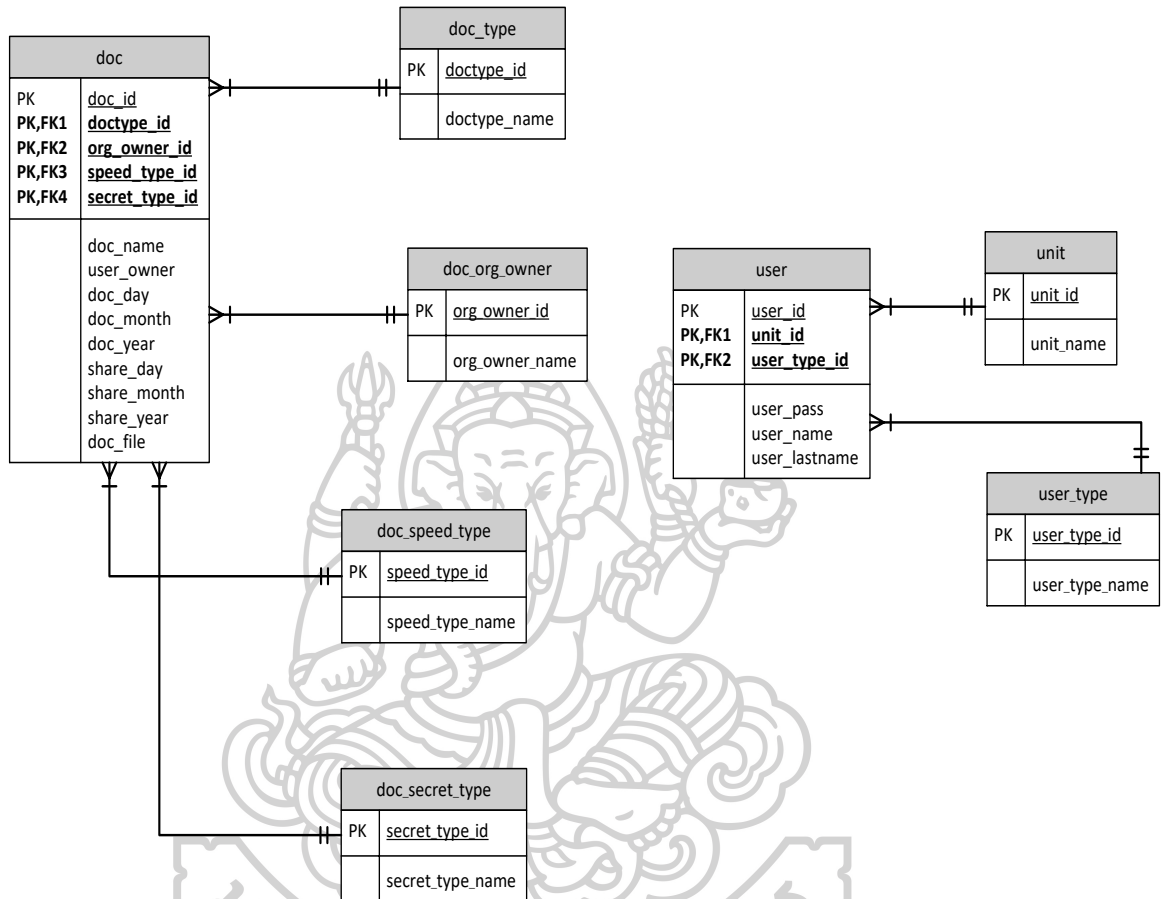 doc
PK doc_id
PK,FK1 doctype_id
PK,FK2 org_owner_id
PK,FK3 speed_type_id
PK,FK4 secret_type_id
doc_name
user_owner
doc_day
doc_month
doc_year
share_day
share_month
share_year
doc_file
doc_type
PK doctype_id
doctype_name
doc_org_owner
PK org_owner_id
org_owner_name
doc_speed_type
PK speed_type_id
speed_type_name
doc_secret_type
PK secret_type_id
secret_type_name
user
PK user_id
PK,FK1 unit_id
PK,FK2 user_type_id
user_pass
user_name
user_lastname
unit
PK unit_id
unit_name
user_type
PK user_type_id
user_type_name